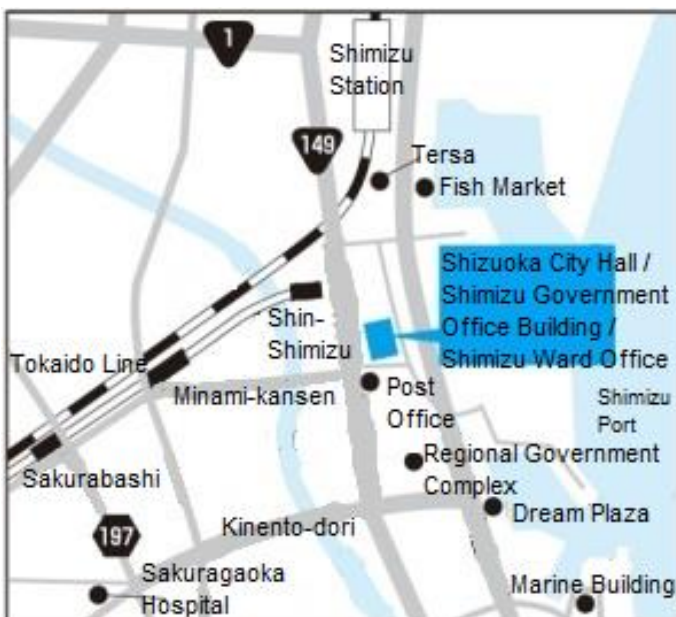 1
Shimizu
Station
149
Tersa
Fish Market
Shizuoka City Hall /
Shimizu Government
Office Building /
Shimizu Ward Office
Shin-
Shimizu
Tokaido Line
Minami-kansen
Post
Office
Shimizu
Port
Regional Government
Complex
Sakurabashi
Dream Plaza
Kinento-dori
197
Sakuragaoka
Hospital
Marine Building